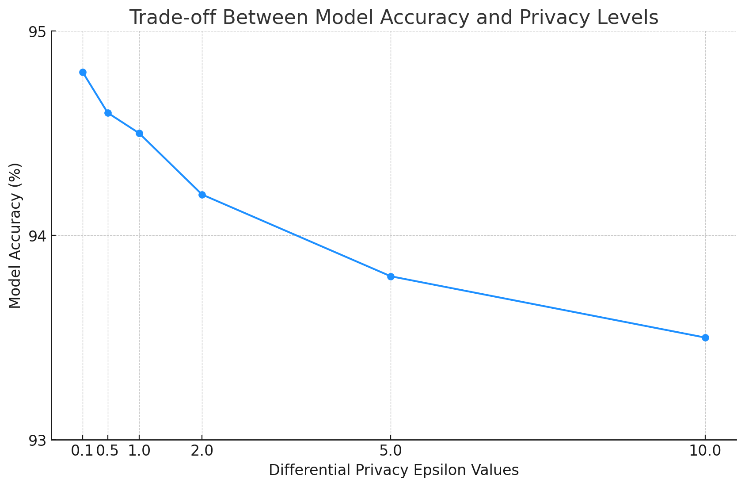 Trade-off Between Model Accuracy and Privacy Levels
95
94
93
Model Accuracy (%)
0.1 0.5 1.0 2.0 5.0 10.0
Differential Privacy Epsilon Values